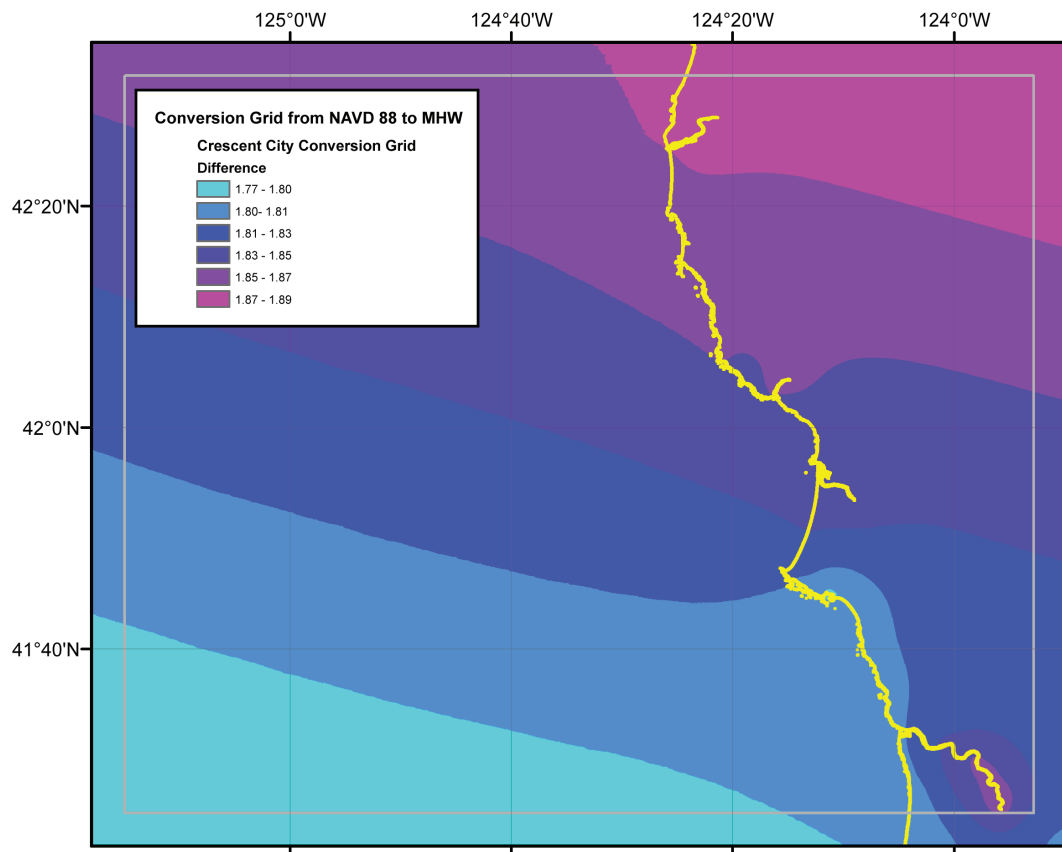 125°0'W 124°40'W 124°20'W 124°0'W
Conversion Grid from NAVD 88 to MHW
Crescent City Conversion Grid
Difference
1.77 - 1.80
1.80- 1.81
1.81 - 1.83
1.83 - 1.85
1.85 - 1.87
1.87 - 1.89
42°20'N
42°0'N
41°40'N